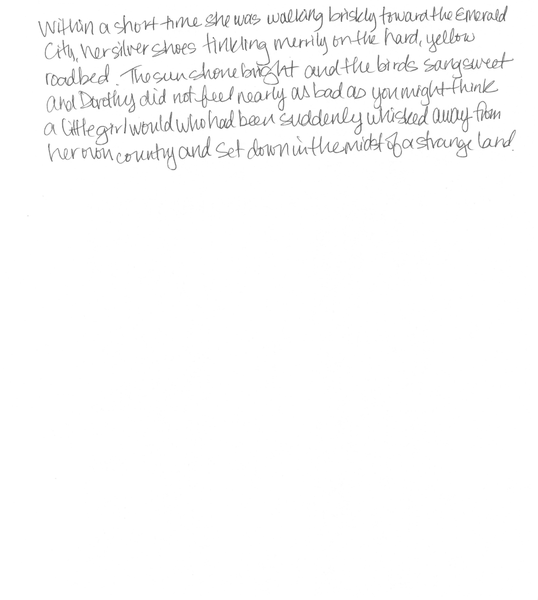 Within a short time she was walking briskly toward the Emerald
City, her silver shoes tinkling merrily on the hard, yellow
roadbed. The sun shone bright and the birds sang sweet
and Dorothy did not feel nearly as bad as you might think
a little girl would who had been suddenly whisked away from
her own country and set down in the midst of a strange land.